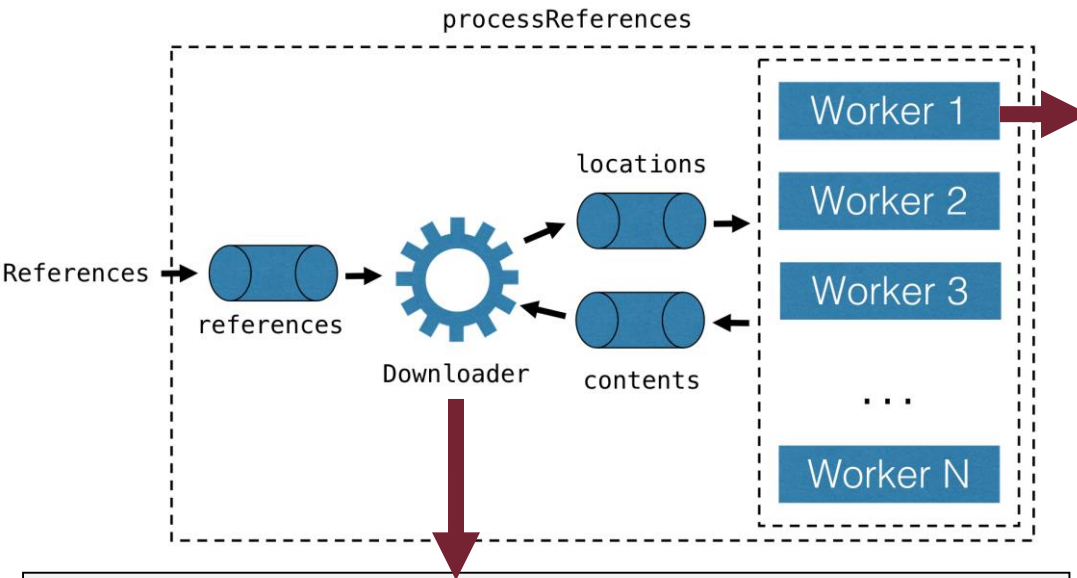 processReferences
Worker 1
locations
Worker 2
References
Worker 3
references
Downloader
contents
...
Worker N